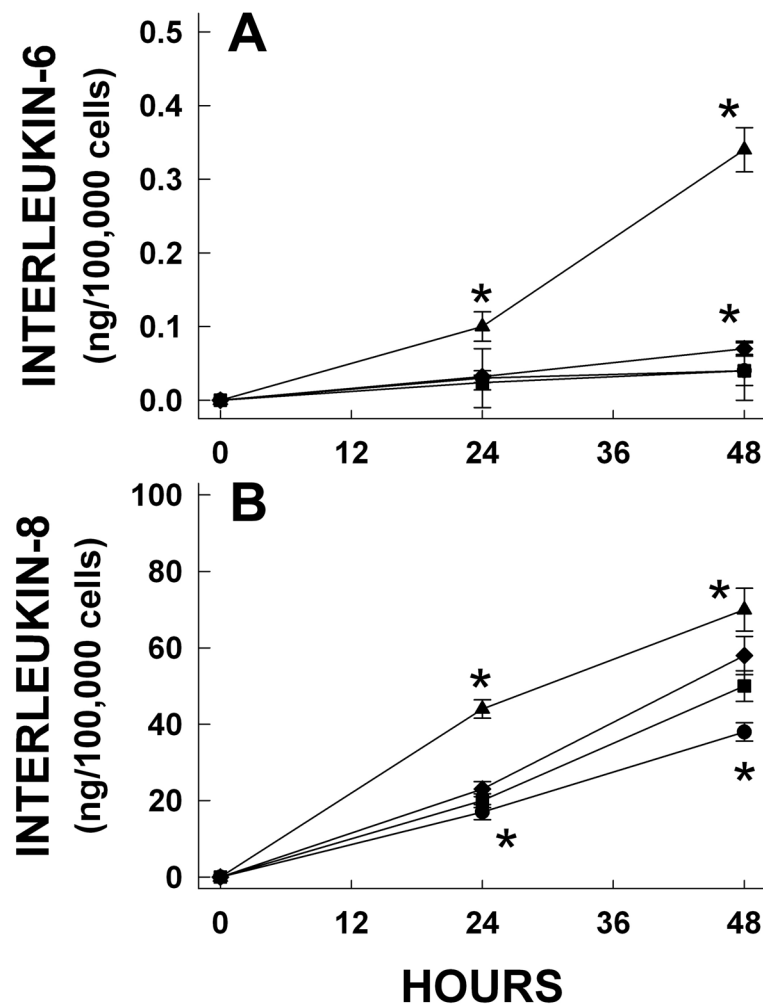 A
INTERLEUKIN-6
(ng/100,000 cells)
0.5
0.4
0.3
0.2
0.1
0.0
*
*
*
0 12 24 36 48
B
INTERLEUKIN-8
(ng/100,000 cells)
100
80
60
40
20
0
*
*
*
*
0 12 24 36 48
HOURS